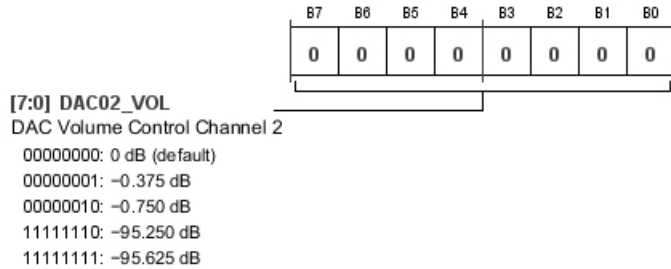 B7 B6 B5 B4 B3 B2 B1 B0
0 0 0 0 0 0 0 0
[7:0] DAC02_VOL
DAC Volume Control Channel 2
00000000: 0 dB (default)
00000001: −0.375 dB
00000010: −0.750 dB
11111110: −95.250 dB
11111111: −95.625 dB